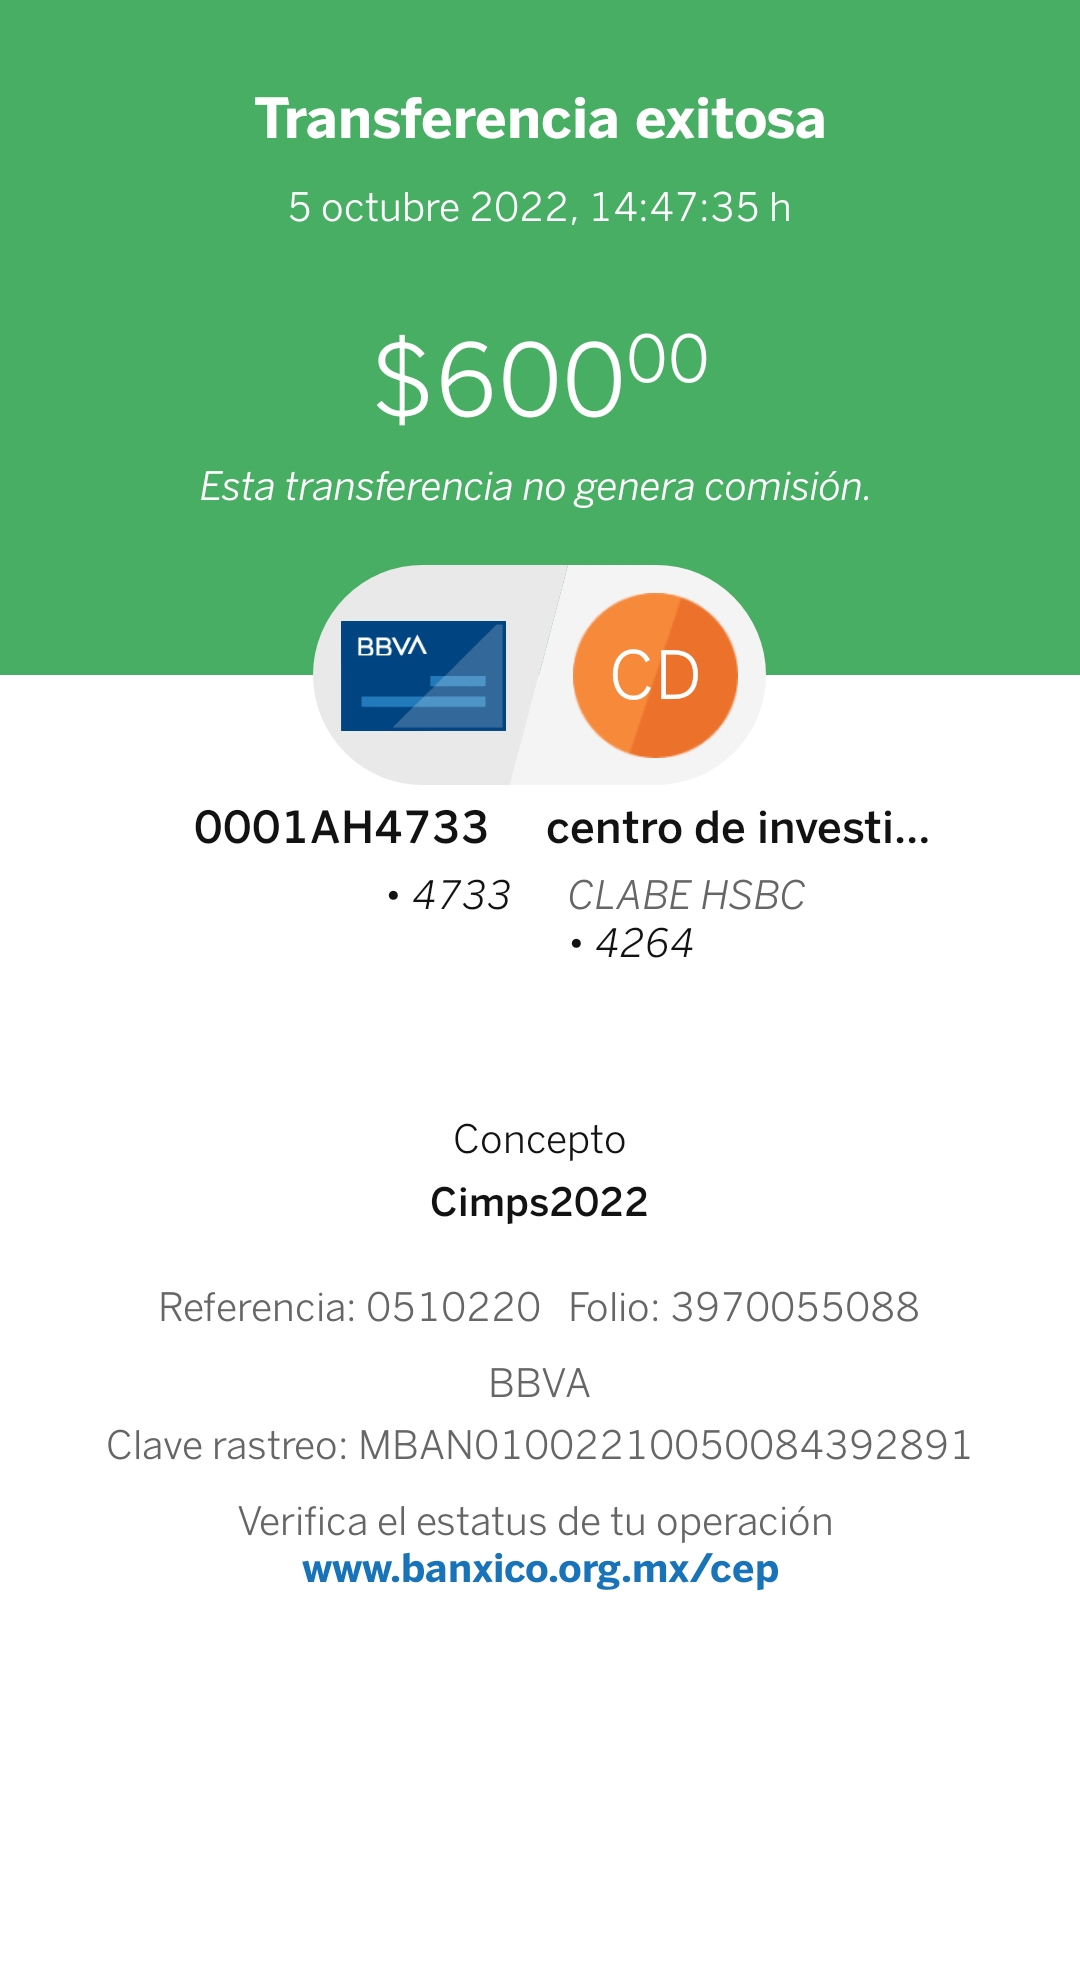 Transferencia exitosa
5 octubre 2022, 14:47:35 h
$600⁰⁰
Esta transferencia no genera comisión.
BBVA
CD
0001AH4733
• 4733
centro de investi...
CLABE HSBC
• 4264
Concepto
Cimps2022
Referencia: 0510220 Folio: 3970055088
BBVA
Clave rastreo: MBAN01002210050084392891
Verifica el estatus de tu operación
www.banxico.org.mx/cep